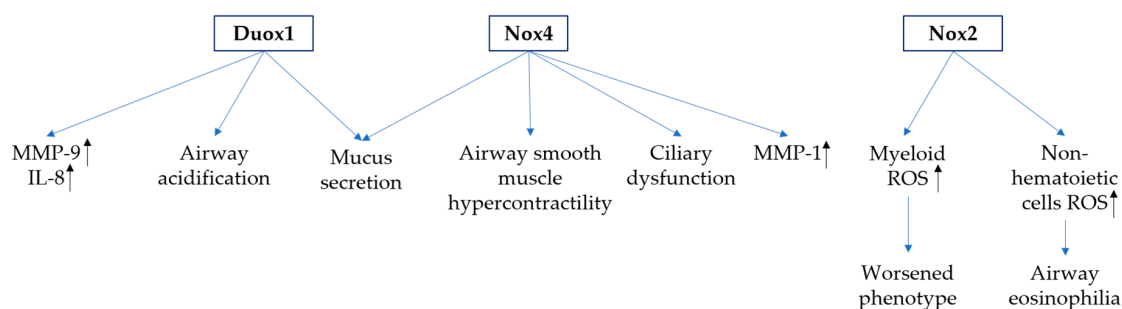 Duox1
Nox4
Nox2
MMP-9↑
IL-8↑
Airway
acidification
Mucus
secretion
Airway smooth
muscle
hypercontractility
Ciliary
dysfunction
MMP-1↑
Myeloid
ROS↑
Non-
hematoietic
cells ROS↑
Worsened
phenotype
Airway
eosinophilia